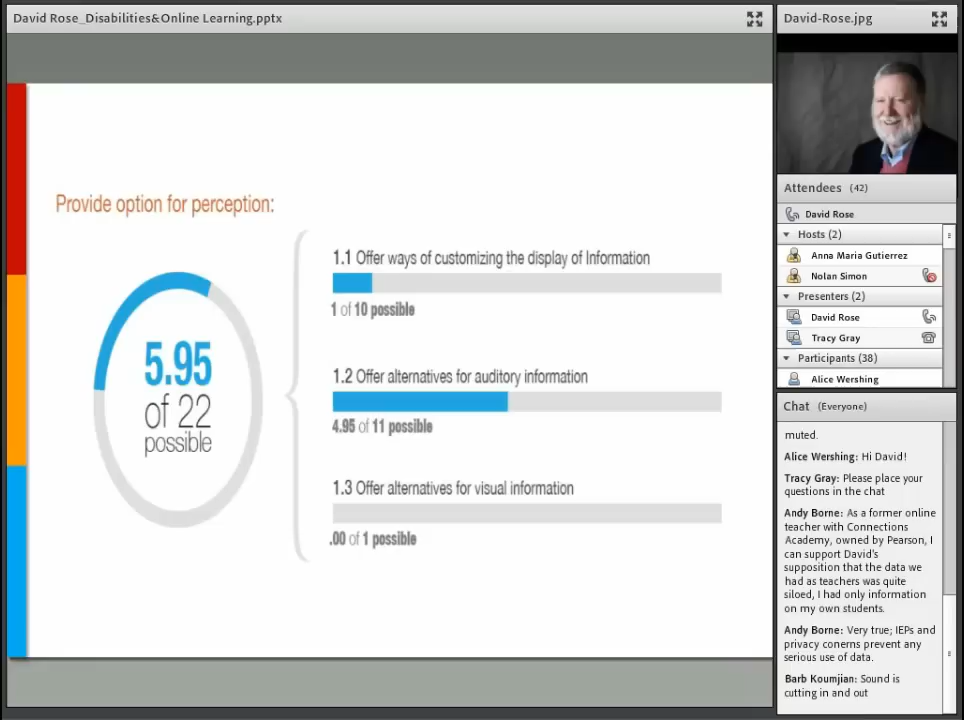 David Rose_Disabilities&Online Learning.pptx
Provide option for perception:
5.95
of 22
possible
1.1 Offer ways of customizing the display of Information
1 of 10 possible
1.2 Offer alternatives for auditory information
4.95 of 11 possible
1.3 Offer alternatives for visual information
.00 of 1 possible
David-Rose.jpg
Attendees (42)
David Rose
Hosts (2)
Anna Maria Gutierrez
Nolan Simon
Presenters (2)
David Rose
Tracy Gray
Participants (38)
Alice Wershing
Chat (Everyone)
muted.
Alice Wershing: Hi David!
Tracy Gray: Please place your
questions in the chat
Andy Borne: As a former online
teacher with Connections
Academy, owned by Pearson, I
can support David's
supposition that the data we
had as teachers was quite
siloed, I had only information
on my own students.
Andy Borne: Very true; IEPs and
privacy conerns prevent any
serious use of data.
Barb Koumjian: Sound is
cutting in and out